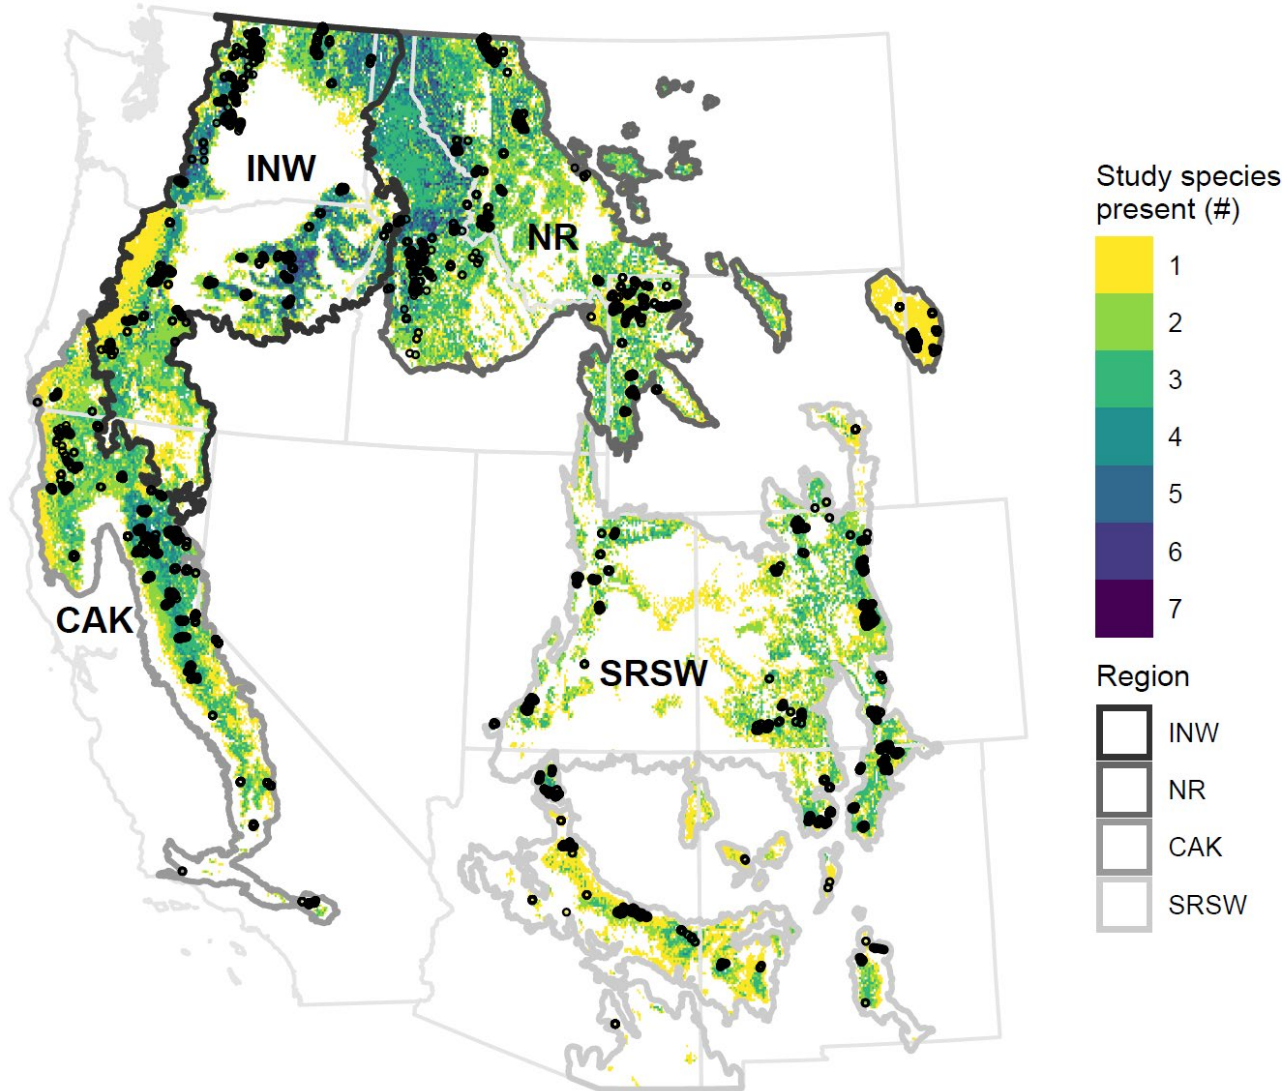 INW
NR
CAK
SRSW
Study species
present (#)
1
2
3
4
5
6
7
Region
INW
NR
CAK
SRSW